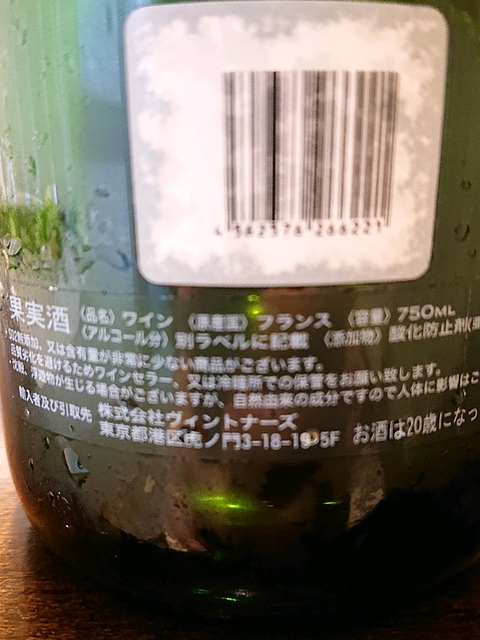 4 562576 266221
果実酒 〈品名〉ワイン 〈原産国〉フランス 〈容量〉750ML
〈アルコール分〉別ラベルに記載 〈添加物〉酸化防止剤
無添加、又は含有量が非常に少ない商品がございます。
品質劣化を避けるためワインセラー、又は冷暗所での保管をお願い致します。
浮遊物が生じる場合がございますが、自然由来の成分ですので人体に影響はご
輸入者及び引取先 株式会社ヴィントナーズ
東京都港区虎ノ門3-18-19-5F お酒は20歳になっ